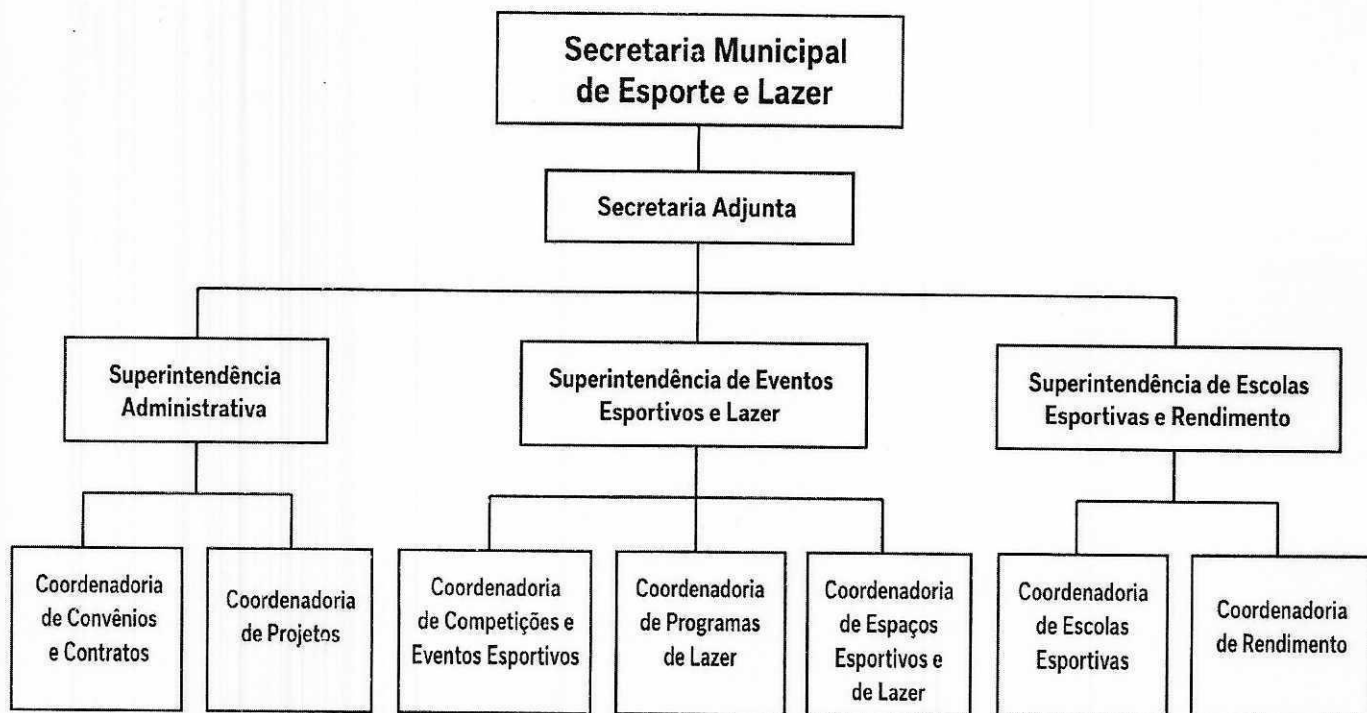 Secretaria Municipal
de Esporte e Lazer
Secretaria Adjunta
Superintendência
Administrativa
Superintendência de Eventos
Esportivos e Lazer
Superintendência de Escolas
Esportivas e Rendimento
Coordenadoria
de Convênios
e Contratos
Coordenadoria
de Projetos
Coordenadoria
de Competições e
Eventos Esportivos
Coordenadoria
de Programas
de Lazer
Coordenadoria
de Espaços
Esportivos e
de Lazer
Coordenadoria
de Escolas
Esportivas
Coordenadoria
de Rendimento